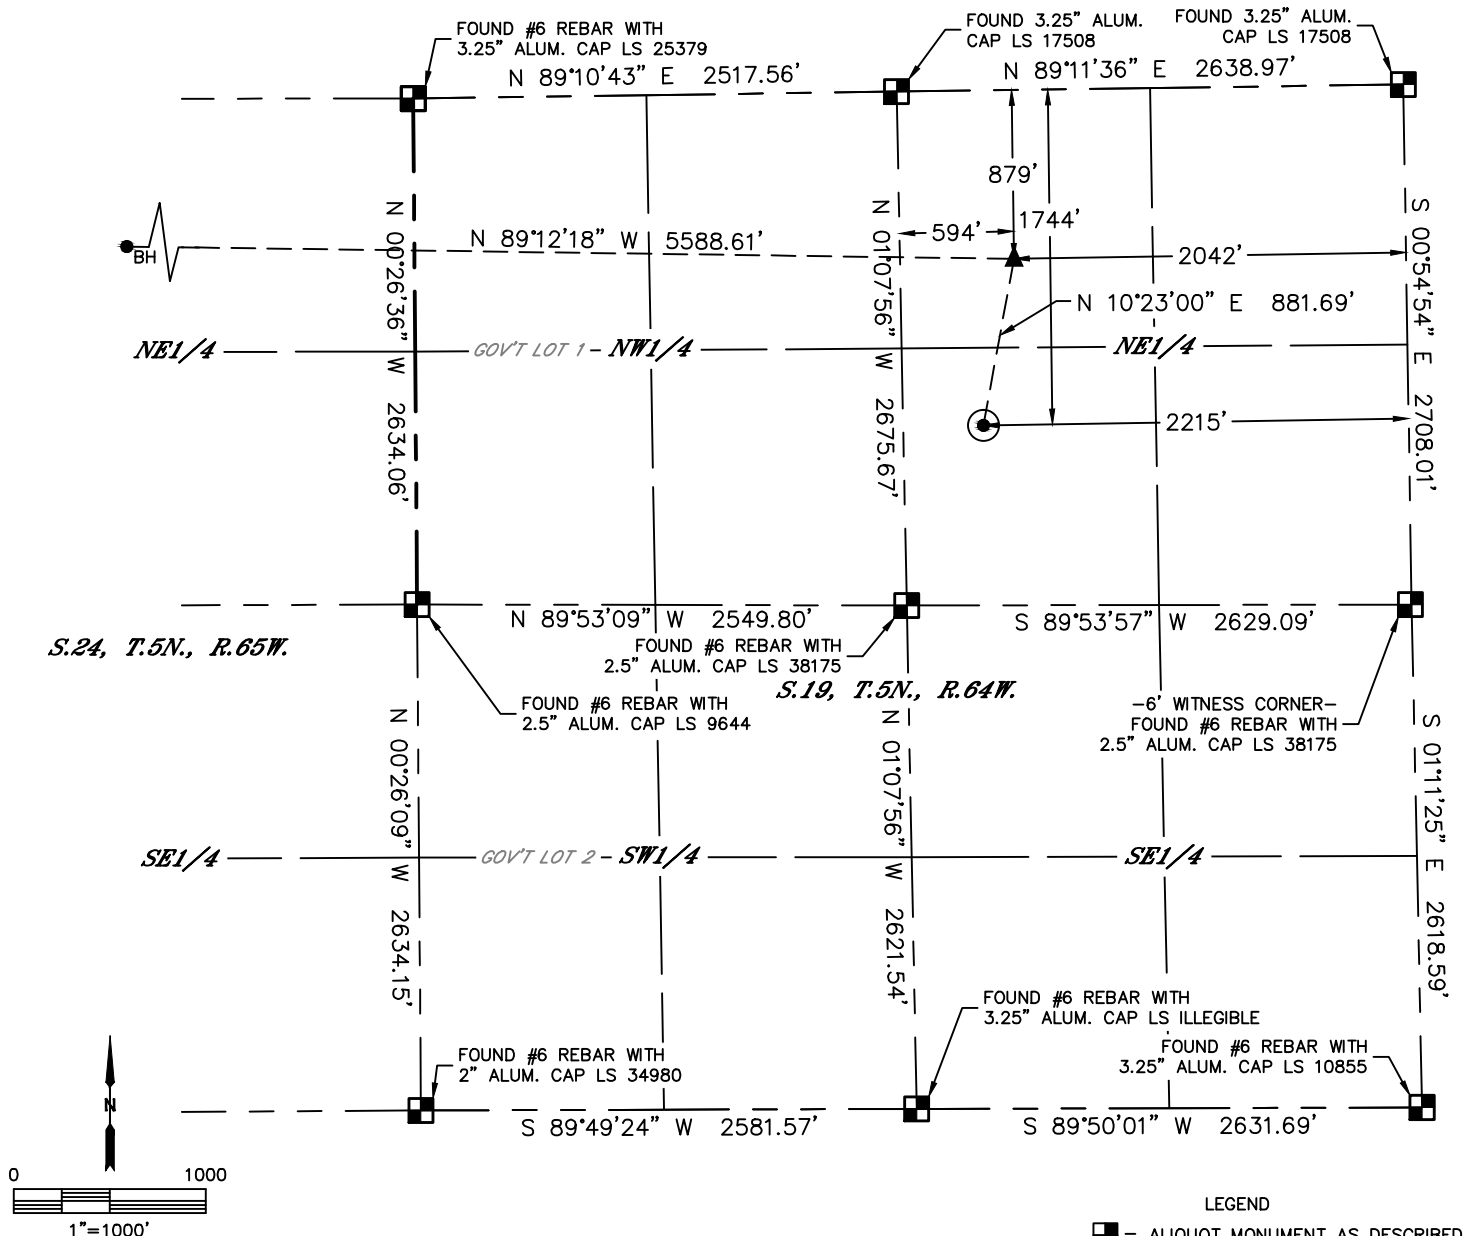 FOUND #6 REBAR WITH
3.25" ALUM. CAP LS 25379
FOUND 3.25" ALUM.
CAP LS 17508
FOUND 3.25" ALUM.
CAP LS 17508
N 89°10'43" E 2517.56'
N 89°11'36" E 2638.97'
879'
1744'
594'
2042'
N 00°26'36" W 2634.06'
N 01°07'56" W 2675.67'
S 00°54'54" E 2708.01'
BH
N 89°12'18" W 5588.61'
N 10°23'00" E 881.69'
NE1/4
GOV'T LOT 1
NW1/4
NE1/4
2215'
N 89°53'09" W 2549.80'
S 89°53'57" W 2629.09'
S.24, T.5N., R.65W.
FOUND #6 REBAR WITH
2.5" ALUM. CAP LS 38175
S.19, T.5N., R.64W.
FOUND #6 REBAR WITH
2.5" ALUM. CAP LS 9644
-6' WITNESS CORNER-
FOUND #6 REBAR WITH
2.5" ALUM. CAP LS 38175
N 00°26'09" W 2634.15'
N 01°07'56" W 2621.54'
S 01°11'25" E 2618.59'
SE1/4
GOV'T LOT 2
SW1/4
SE1/4
FOUND #6 REBAR WITH
3.25" ALUM. CAP LS ILLEGIBLE
FOUND #6 REBAR WITH
2" ALUM. CAP LS 34980
FOUND #6 REBAR WITH
3.25" ALUM. CAP LS 10855
S 89°49'24" W 2581.57'
S 89°50'01" W 2631.69'
N
0 1000
1"=1000'
LEGEND
- ALIQUOT MONUMENT AS DESCRIBED